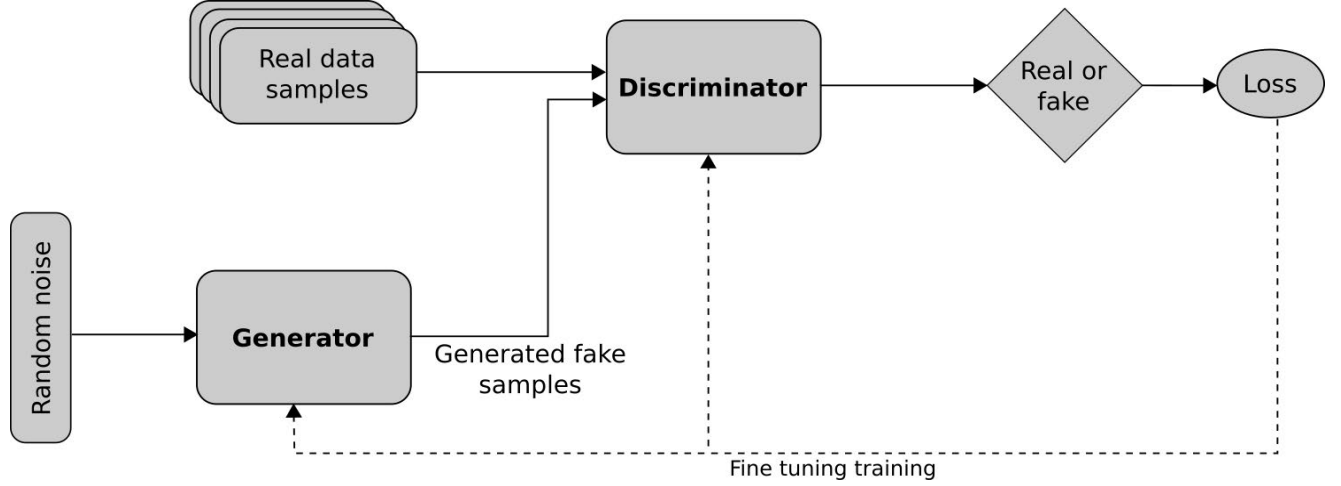 Real data
samples
Discriminator
Real or
fake
Loss
Random noise
Generator
Generated fake
samples
Fine tuning training